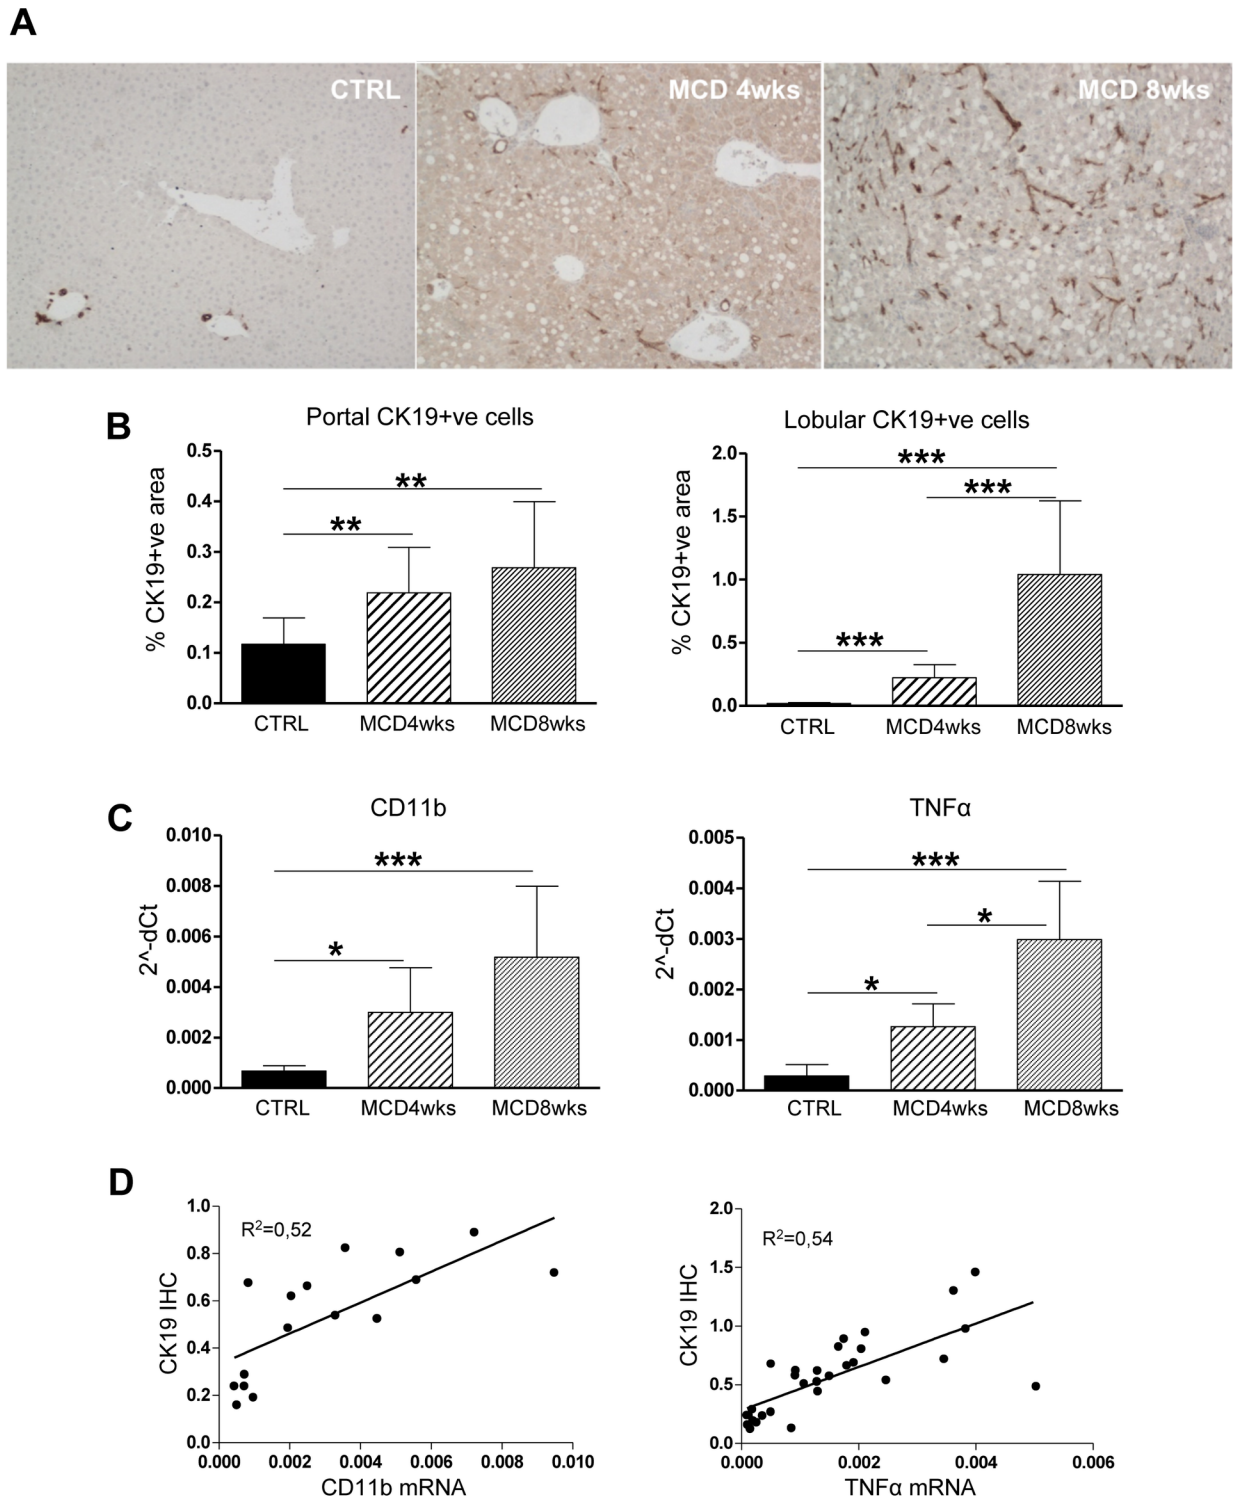 A
CTRL
MCD 4wks
MCD 8wks
B
Portal CK19+ve cells
% CK19+ve area
0.5
0.4
0.3
0.2
0.1
0.0
**
**
CTRL
MCD4wks
MCD8wks
Lobular CK19+ve cells
% CK19+ve area
2.0
1.5
1.0
0.5
0.0
***
***
***
CTRL
MCD4wks
MCD8wks
C
CD11b
2^-dCt
0.010
0.008
0.006
0.004
0.002
0.000
***
*
CTRL
MCD4wks
MCD8wks
TNFα
2^-dCt
0.005
0.004
0.003
0.002
0.001
0.000
***
*
*
CTRL
MCD4wks
MCD8wks
D
CK19 IHC
1.0
0.8
0.6
0.4
0.2
0.0
R²=0,52
0.000
0.002
0.004
0.006
0.008
0.010
CD11b mRNA
CK19 IHC
2.0
1.5
1.0
0.5
0.0
R²=0,54
0.000
0.002
0.004
0.006
TNFα mRNA